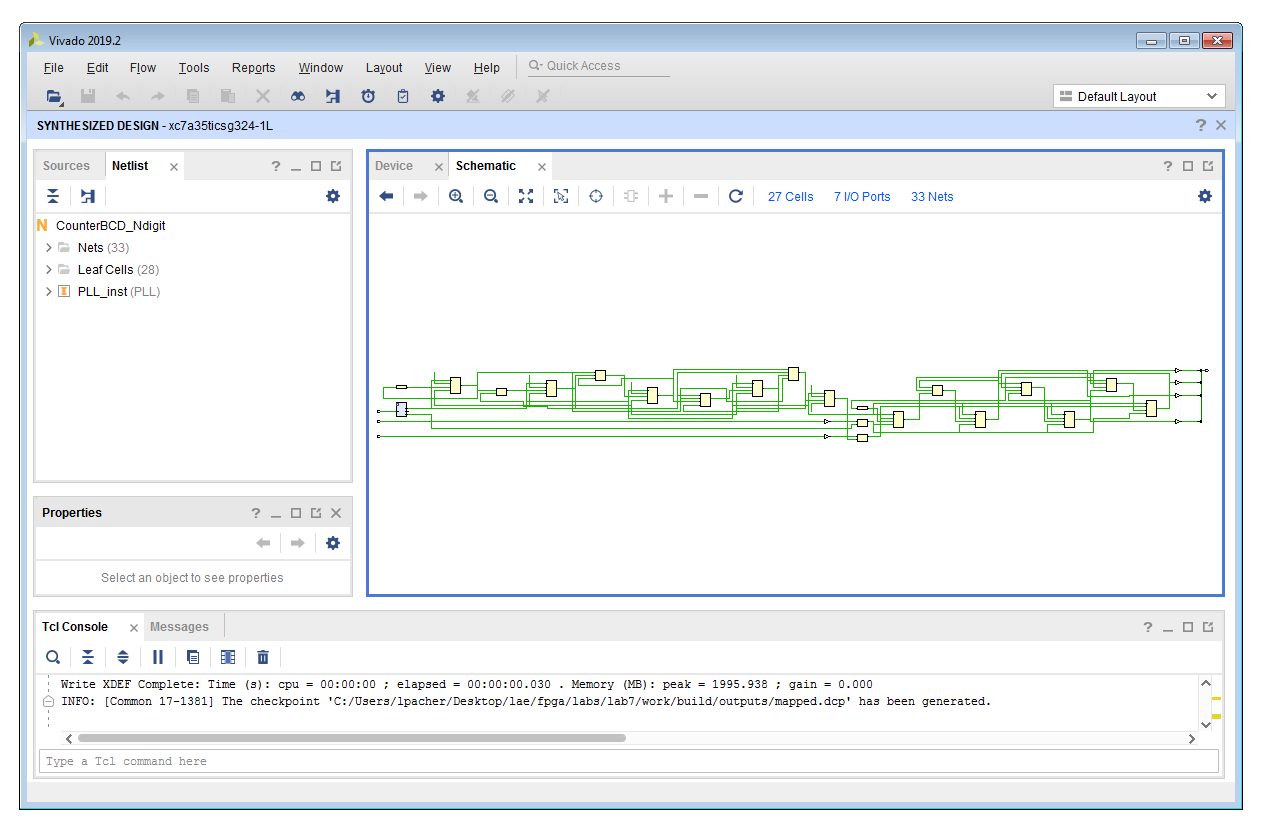 Vivado 2019.2
File Edit Flow Tools Reports Window Layout View Help Quick Access
Default Layout
SYNTHESIZED DESIGN - xc7a35ticsg324-1L
Sources Netlist
Device Schematic
27 Cells 7 I/O Ports 33 Nets
N CounterBCD_Ndigit
Nets (33)
Leaf Cells (28)
PLL_inst (PLL)
Properties
Select an object to see properties
Tcl Console Messages
Write XDEF Complete: Time (s): cpu = 00:00:00 ; elapsed = 00:00:00.030 . Memory (MB): peak = 1995.938 ; gain = 0.000
INFO: [Common 17-1381] The checkpoint 'C:/Users/lpacher/Desktop/lae/fpga/labs/lab7/work/build/outputs/mapped.dcp' has been generated.
Type a Tcl command here